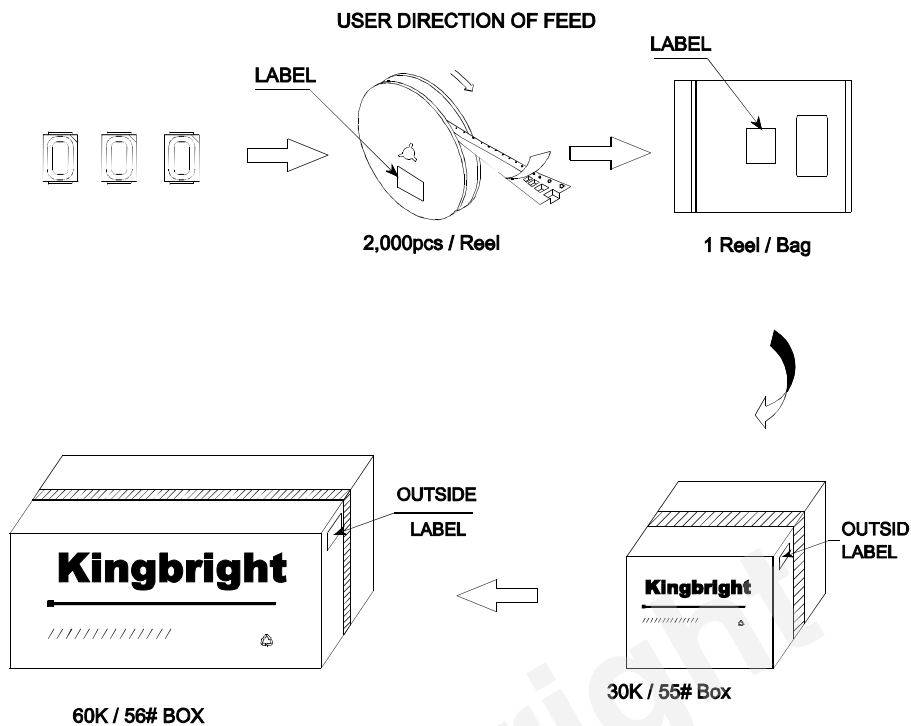 USER DIRECTION OF FEED
LABEL
LABEL
2,000pcs / Reel
1 Reel / Bag
OUTSIDE
LABEL
Kingbright
60K / 56# BOX
OUTSID
LABEL
Kingbright
30K / 55# Box
right